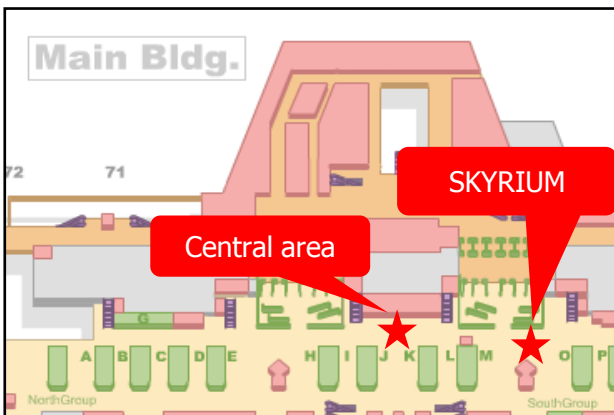 Main Bldg.
72
71
SKYRIUM
Central area
G
A
B
C
D
E
H
I
J
K
L
M
O
P
NorthGroup
SouthGroup